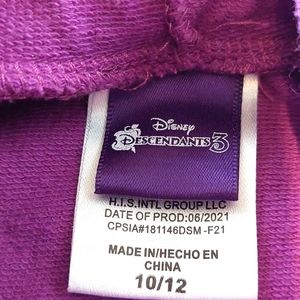 Disney
DESCENDANTS 3
H.I.S. INTL GROUP LLC
DATE OF PROD:06/2021
CPSIA#181146DSM -F21
MADE IN/HECHO EN
CHINA
10/12